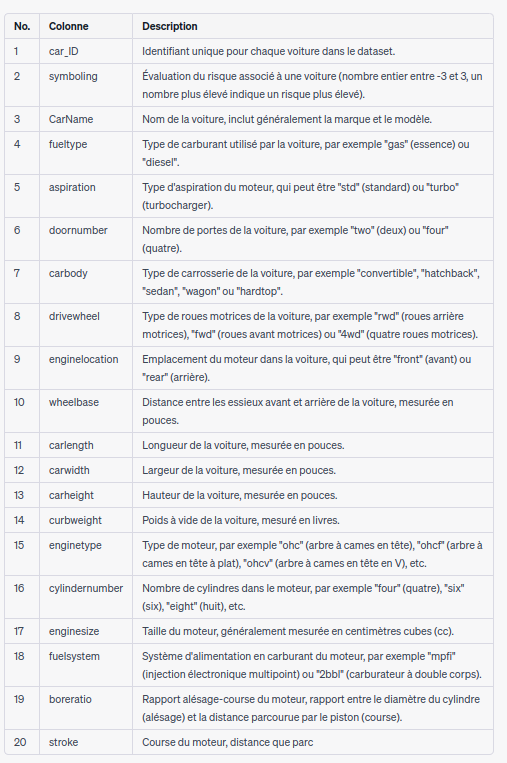 No. Colonne Description
1 car_ID Identifiant unique pour chaque voiture dans le dataset.
2 symboling Évaluation du risque associé à une voiture (nombre entier entre -3 et 3, un
nombre plus élevé indique un risque plus élevé).
3 CarName Nom de la voiture, inclut généralement la marque et le modèle.
4 fueltype Type de carburant utilisé par la voiture, par exemple "gas" (essence) ou
"diesel".
5 aspiration Type d'aspiration du moteur, qui peut être "std" (standard) ou "turbo"
(turbocharger).
6 doornumber Nombre de portes de la voiture, par exemple "two" (deux) ou "four"
(quatre).
7 carbody Type de carrosserie de la voiture, par exemple "convertible", "hatchback",
"sedan", "wagon" ou "hardtop".
8 drivewheel Type de roues motrices de la voiture, par exemple "rwd" (roues arrière
motrices), "fwd" (roues avant motrices) ou "4wd" (quatre roues motrices).
9 enginelocation Emplacement du moteur dans la voiture, qui peut être "front" (avant) ou
"rear" (arrière).
10 wheelbase Distance entre les essieux avant et arrière de la voiture, mesurée en
pouces.
11 carlength Longueur de la voiture, mesurée en pouces.
12 carwidth Largeur de la voiture, mesurée en pouces.
13 carheight Hauteur de la voiture, mesurée en pouces.
14 curbweight Poids à vide de la voiture, mesuré en livres.
15 enginetype Type de moteur, par exemple "ohc" (arbre à cames en tête), "ohcf" (arbre à
cames en tête à plat), "ohcv" (arbre à cames en tête en V), etc.
16 cylindernumber Nombre de cylindres dans le moteur, par exemple "four" (quatre), "six"
(six), "eight" (huit), etc.
17 enginesize Taille du moteur, généralement mesurée en centimètres cubes (cc).
18 fuelsystem Système d'alimentation en carburant du moteur, par exemple "mpfi"
(injection électronique multipoint) ou "2bbl" (carburateur à double corps).
19 boreratio Rapport alésage-course du moteur, rapport entre le diamètre du cylindre
(alésage) et la distance parcourue par le piston (course).
20 stroke Course du moteur, distance que parc